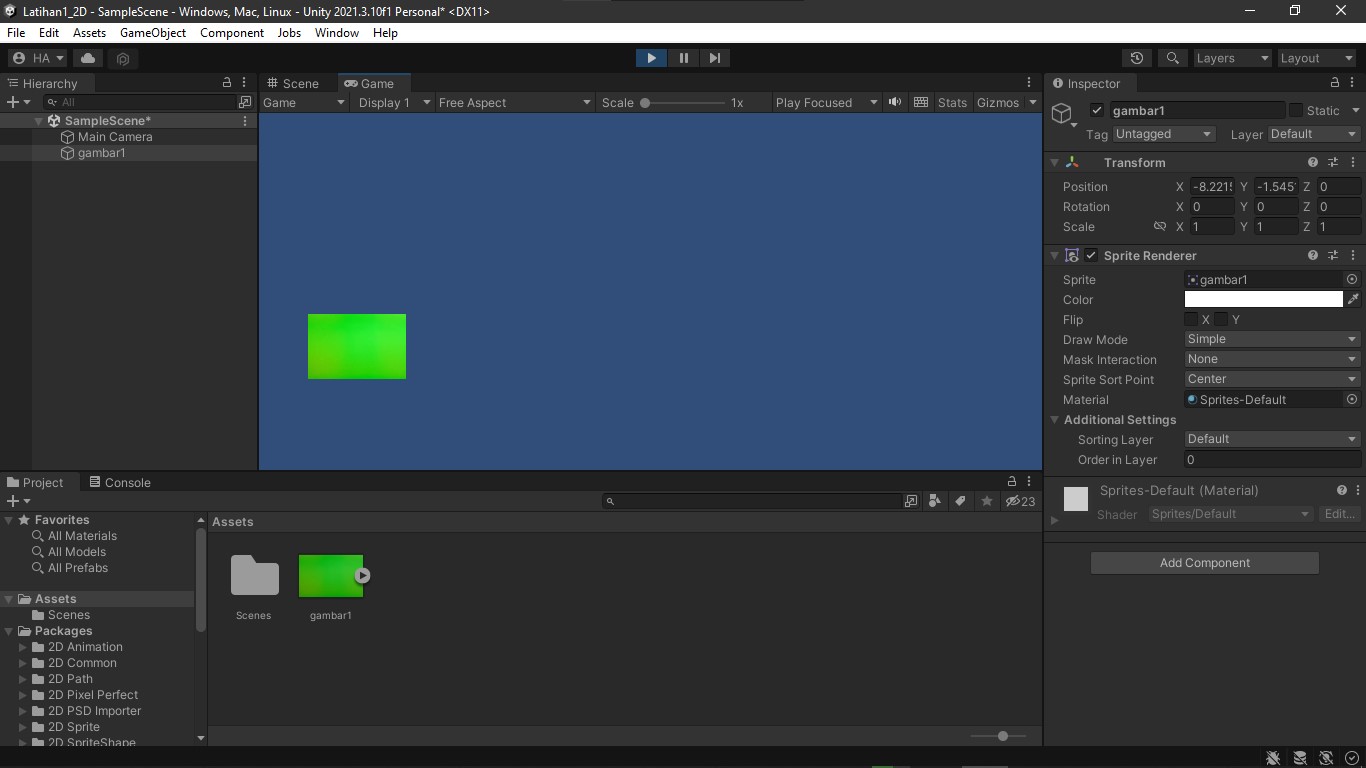 Latihan1_2D - SampleScene - Windows, Mac, Linux - Unity 2021.3.10f1 Personal* <DX11>
File Edit Assets GameObject Component Jobs Window Help
HA Layers Layout
Hierarchy
All
SampleScene*
Main Camera
gambar1
Scene Game
Game Display 1 Free Aspect Scale 1x Play Focused Stats Gizmos
Inspector
gambar1 Static
Tag Untagged Layer Default
Transform
Position X -8.221 Y -1.545 Z 0
Rotation X 0 Y 0 Z 0
Scale X 1 Y 1 Z 1
Sprite Renderer
Sprite gambar1
Color
Flip X Y
Draw Mode Simple
Mask Interaction None
Sprite Sort Point Center
Material Sprites-Default
Additional Settings
Sorting Layer Default
Order in Layer 0
Sprites-Default (Material)
Shader Sprites/Default Edit...
Add Component
Project Console
23
Favorites
All Materials
All Models
All Prefabs
Assets
Scenes
Packages
2D Animation
2D Common
2D Path
2D Pixel Perfect
2D PSD Importer
2D Sprite
2D SpriteShape
Assets
Scenes gambar1